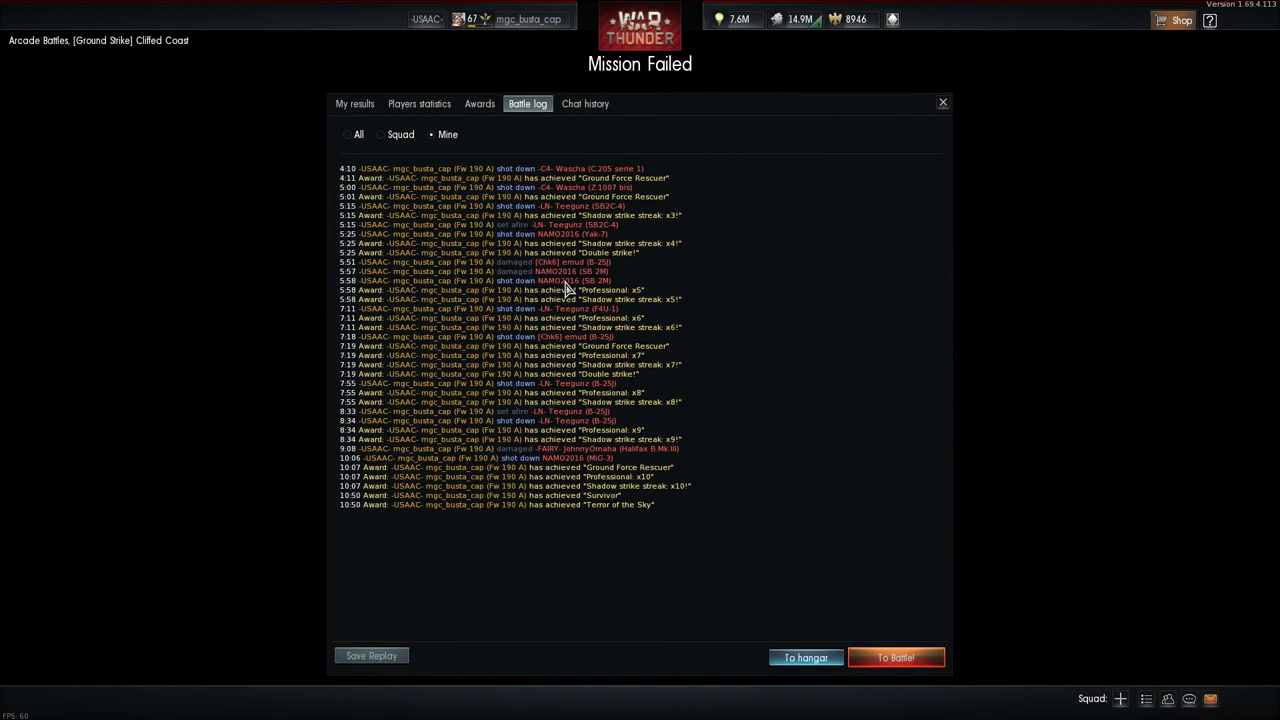 Version 1.69.4.113
-USAAC- 67 mgc_busta_cap 7.6M 14.9M 8946 Shop ?
WAR THUNDER
Arcade Battles, [Ground Strike] Cliffed Coast
Mission Failed
My results Players statistics Awards Battle log Chat history
All Squad Mine
4:10 -USAAC- mgc_busta_cap (Fw 190 A) shot down -C4- Wascha (C.205 serie 1)
4:11 Award: -USAAC- mgc_busta_cap (Fw 190 A) has achieved "Ground Force Rescuer"
5:00 -USAAC- mgc_busta_cap (Fw 190 A) shot down -C4- Wascha (Z.1007 bis)
5:01 Award: -USAAC- mgc_busta_cap (Fw 190 A) has achieved "Ground Force Rescuer"
5:15 -USAAC- mgc_busta_cap (Fw 190 A) shot down -LN- Teegunz (SB2C-4)
5:15 Award: -USAAC- mgc_busta_cap (Fw 190 A) has achieved "Shadow strike streak: x3!"
5:15 -USAAC- mgc_busta_cap (Fw 190 A) set afire -LN- Teegunz (SB2C-4)
5:25 -USAAC- mgc_busta_cap (Fw 190 A) shot down NAMO2016 (Yak-7)
5:25 Award: -USAAC- mgc_busta_cap (Fw 190 A) has achieved "Shadow strike streak: x4!"
5:25 Award: -USAAC- mgc_busta_cap (Fw 190 A) has achieved "Double strike!"
5:51 -USAAC- mgc_busta_cap (Fw 190 A) damaged [Chk6] emud (B-25J)
5:57 -USAAC- mgc_busta_cap (Fw 190 A) damaged NAMO2016 (SB 2M)
5:58 -USAAC- mgc_busta_cap (Fw 190 A) shot down NAMO2016 (SB 2M)
5:58 Award: -USAAC- mgc_busta_cap (Fw 190 A) has achieved "Professional: x5"
5:58 Award: -USAAC- mgc_busta_cap (Fw 190 A) has achieved "Shadow strike streak: x5!"
7:11 -USAAC- mgc_busta_cap (Fw 190 A) shot down -LN- Teegunz (F4U-1)
7:11 Award: -USAAC- mgc_busta_cap (Fw 190 A) has achieved "Professional: x6"
7:11 Award: -USAAC- mgc_busta_cap (Fw 190 A) has achieved "Shadow strike streak: x6!"
7:18 -USAAC- mgc_busta_cap (Fw 190 A) shot down [Chk6] emud (B-25J)
7:19 Award: -USAAC- mgc_busta_cap (Fw 190 A) has achieved "Ground Force Rescuer"
7:19 Award: -USAAC- mgc_busta_cap (Fw 190 A) has achieved "Professional: x7"
7:19 Award: -USAAC- mgc_busta_cap (Fw 190 A) has achieved "Shadow strike streak: x7!"
7:19 Award: -USAAC- mgc_busta_cap (Fw 190 A) has achieved "Double strike!"
7:55 -USAAC- mgc_busta_cap (Fw 190 A) shot down -LN- Teegunz (B-25J)
7:55 Award: -USAAC- mgc_busta_cap (Fw 190 A) has achieved "Professional: x8"
7:55 Award: -USAAC- mgc_busta_cap (Fw 190 A) has achieved "Shadow strike streak: x8!"
8:33 -USAAC- mgc_busta_cap (Fw 190 A) set afire -LN- Teegunz (B-25J)
8:34 -USAAC- mgc_busta_cap (Fw 190 A) shot down -LN- Teegunz (B-25J)
8:34 Award: -USAAC- mgc_busta_cap (Fw 190 A) has achieved "Professional: x9"
8:34 Award: -USAAC- mgc_busta_cap (Fw 190 A) has achieved "Shadow strike streak: x9!"
9:08 -USAAC- mgc_busta_cap (Fw 190 A) damaged -FAIRY- JohnnyOmaha (Halifax B.Mk III)
10:06 -USAAC- mgc_busta_cap (Fw 190 A) shot down NAMO2016 (MiG-3)
10:07 Award: -USAAC- mgc_busta_cap (Fw 190 A) has achieved "Ground Force Rescuer"
10:07 Award: -USAAC- mgc_busta_cap (Fw 190 A) has achieved "Professional: x10"
10:07 Award: -USAAC- mgc_busta_cap (Fw 190 A) has achieved "Shadow strike streak: x10!"
10:50 Award: -USAAC- mgc_busta_cap (Fw 190 A) has achieved "Survivor"
10:50 Award: -USAAC- mgc_busta_cap (Fw 190 A) has achieved "Terror of the Sky"
Save Replay To hangar To Battle!
Squad:
FPS: 60